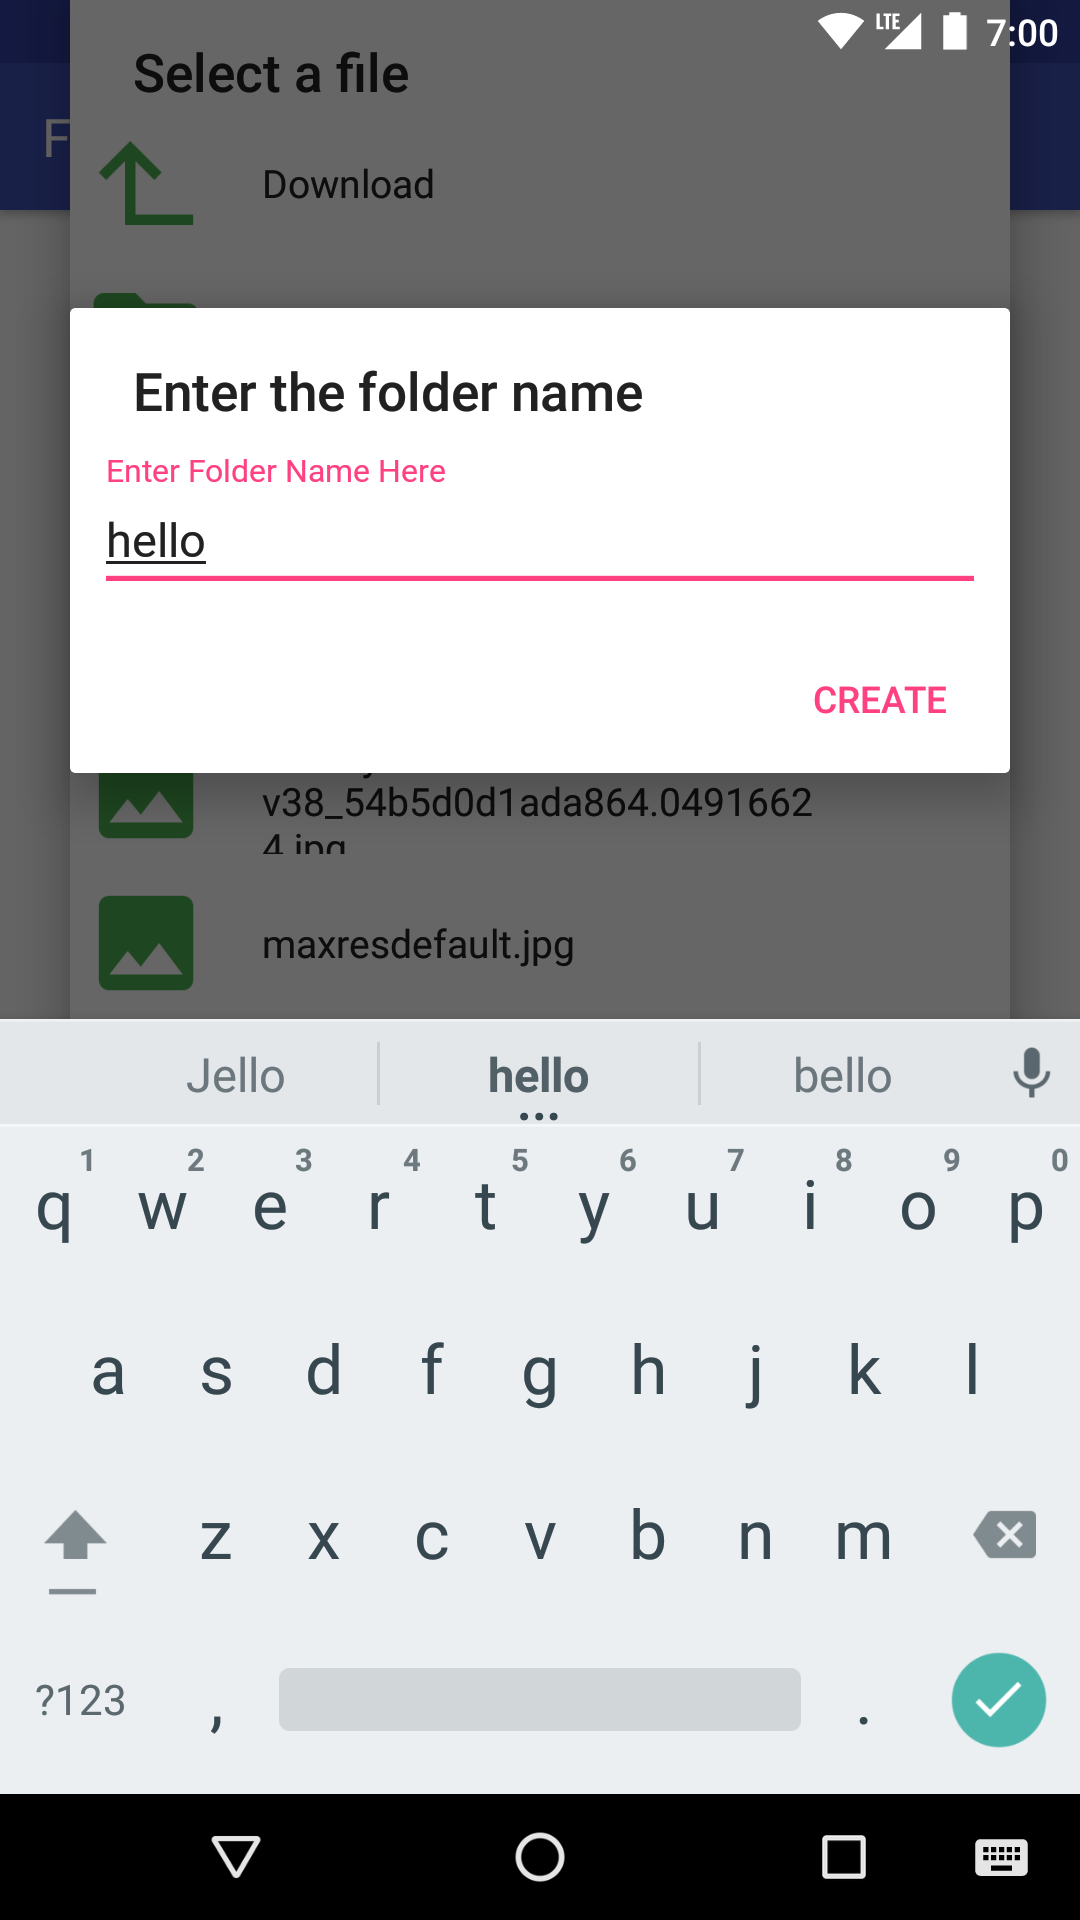 LTE 7:00
Select a file
F
Download
Enter the folder name
Enter Folder Name Here
hello
CREATE
v38_54b5d0d1ada864.0491662
4.jpg
maxresdefault.jpg
Jello hello bello
1 2 3 4 5 6 7 8 9 0
q w e r t y u i o p
a s d f g h j k l
z x c v b n m
?123 , .